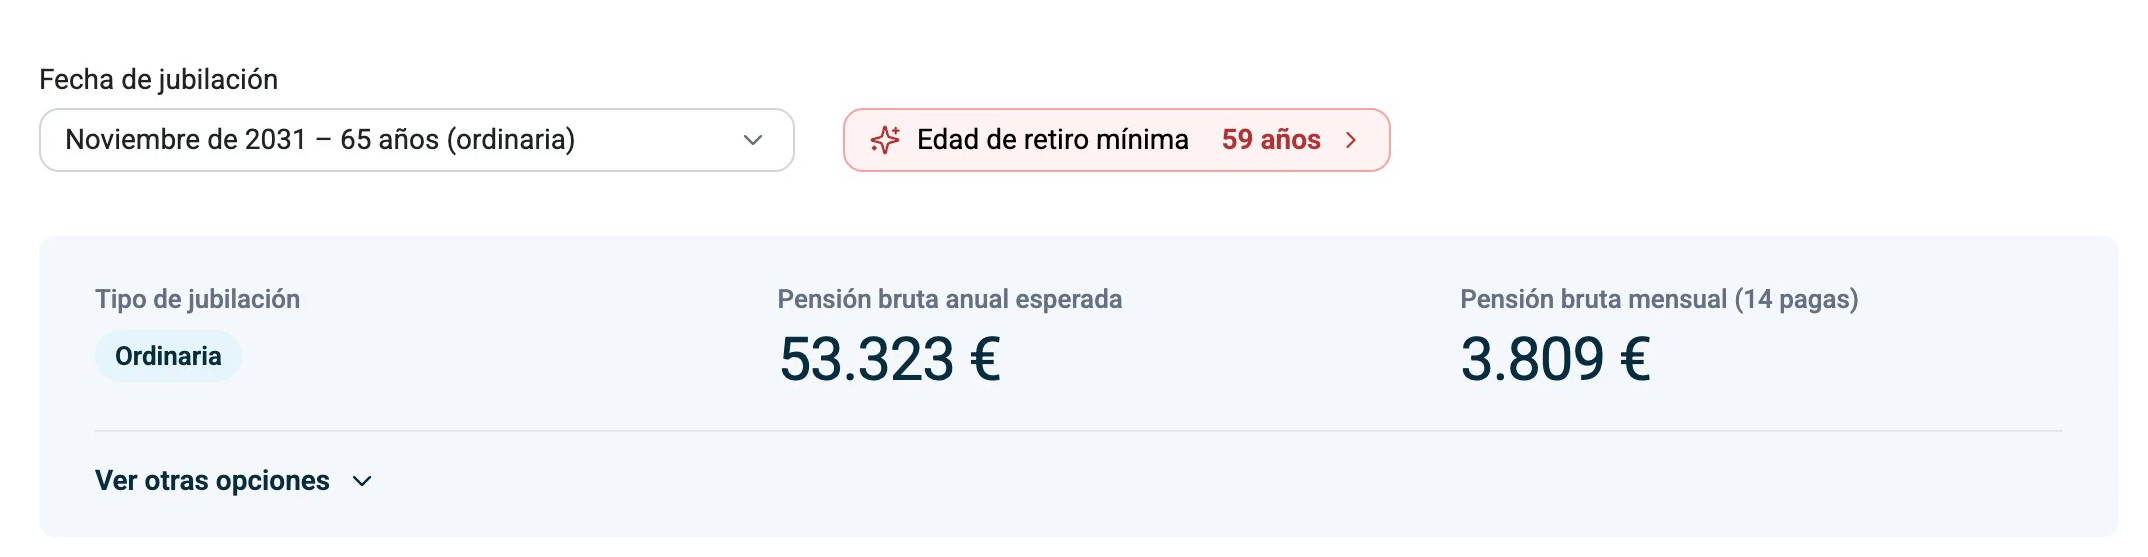 Fecha de jubilación
Noviembre de 2031 – 65 años (ordinaria)
Edad de retiro mínima 59 años
Tipo de jubilación
Ordinaria
Pensión bruta anual esperada
53.323 €
Pensión bruta mensual (14 pagas)
3.809 €
Ver otras opciones